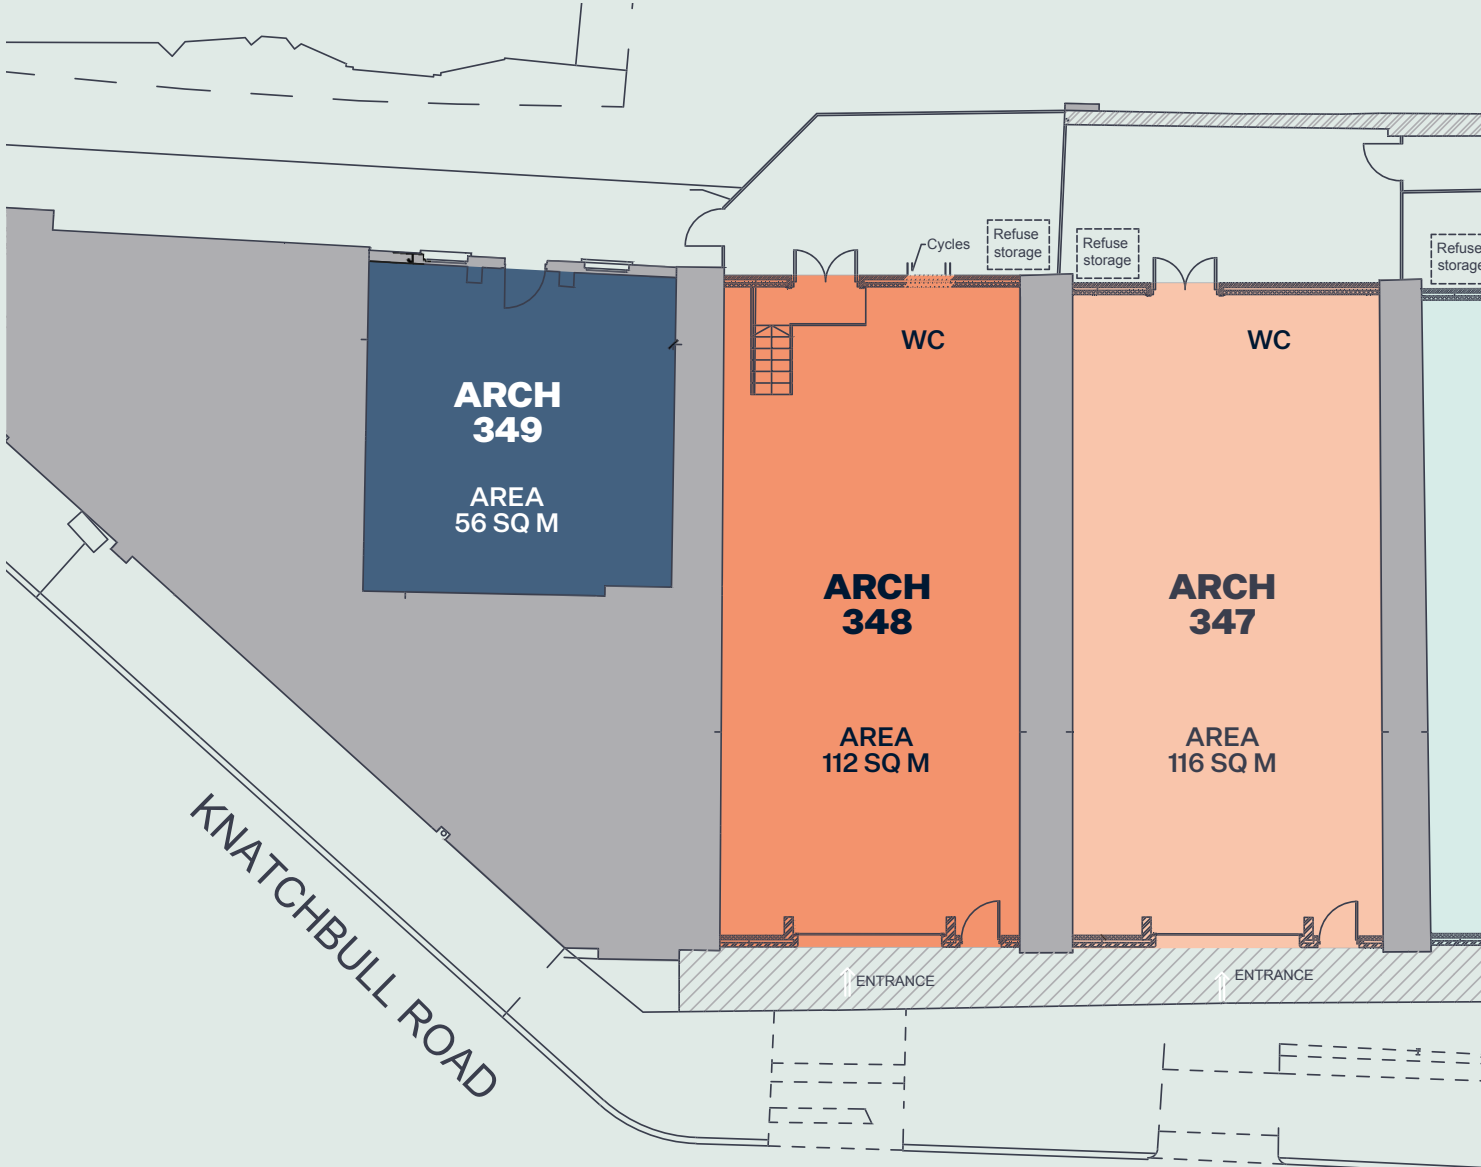 Cycles
Refuse
storage
Refuse
storage
Refuse
storage
WC
WC
ARCH
349
AREA
56 SQ M
ARCH
348
AREA
112 SQ M
ARCH
347
AREA
116 SQ M
KNATCHBULL ROAD
ENTRANCE
ENTRANCE